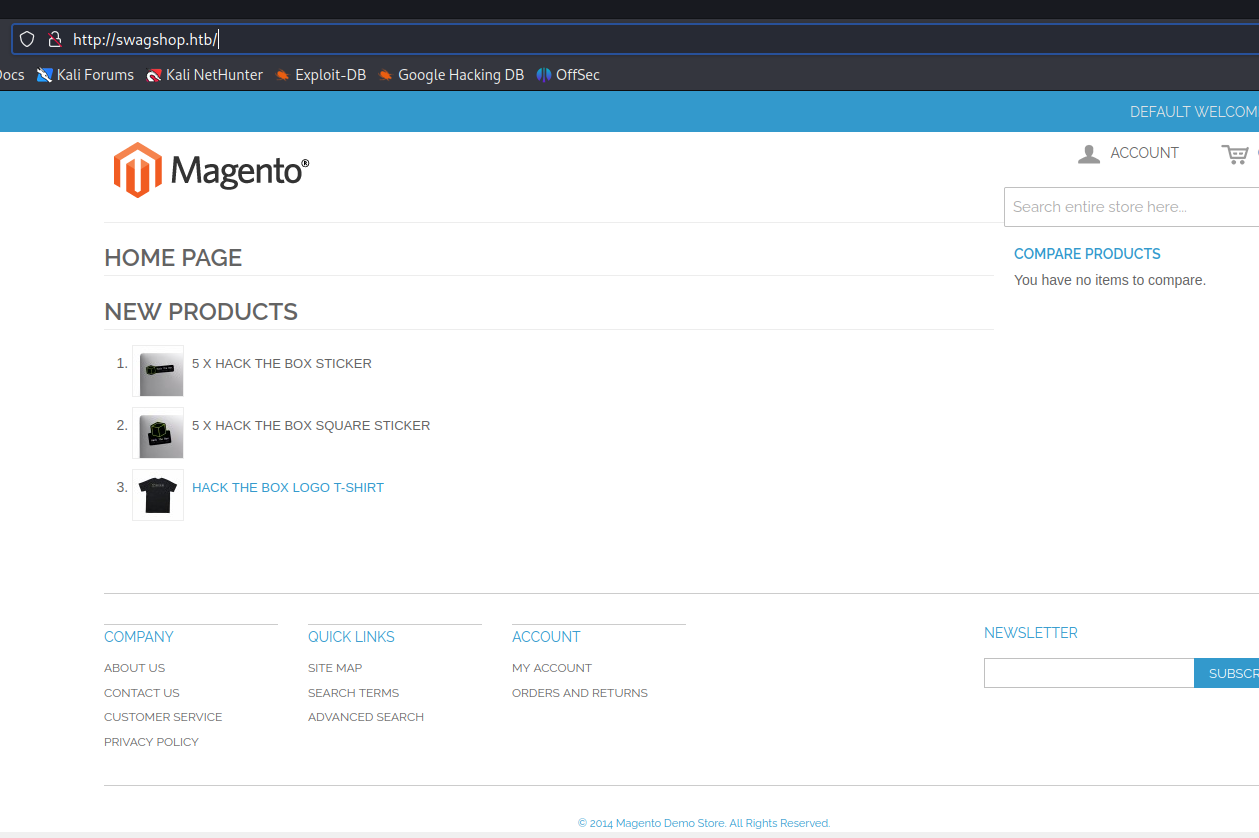 http://swagshop.htb/
Docs Kali Forums Kali NetHunter Exploit-DB Google Hacking DB OffSec
DEFAULT WELCOM
Magento®
ACCOUNT
Search entire store here...
HOME PAGE
COMPARE PRODUCTS
You have no items to compare.
NEW PRODUCTS
1. 5 X HACK THE BOX STICKER
2. 5 X HACK THE BOX SQUARE STICKER
3. HACK THE BOX LOGO T-SHIRT
COMPANY
ABOUT US
CONTACT US
CUSTOMER SERVICE
PRIVACY POLICY
QUICK LINKS
SITE MAP
SEARCH TERMS
ADVANCED SEARCH
ACCOUNT
MY ACCOUNT
ORDERS AND RETURNS
NEWSLETTER
SUBSCR
© 2014 Magento Demo Store. All Rights Reserved.